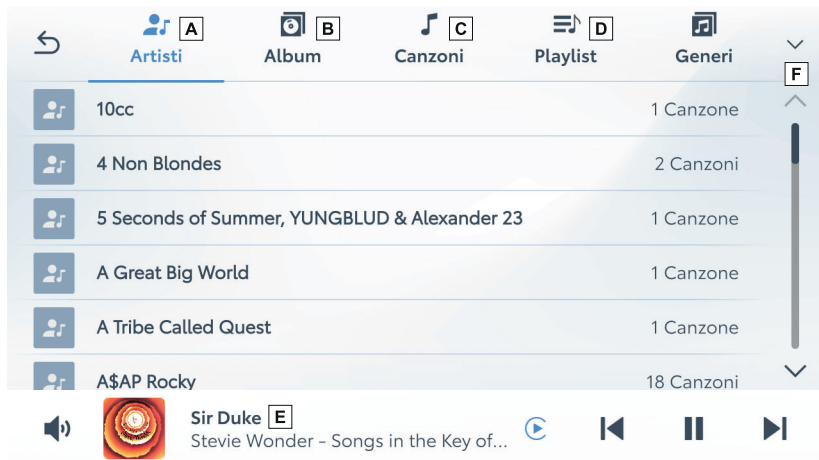 A
B
C
D
Artisti
Album
Canzoni
Playlist
Generi
F
10cc 1 Canzone
4 Non Blondes 2 Canzoni
5 Seconds of Summer, YUNGBLUD & Alexander 23 1 Canzone
A Great Big World 1 Canzone
A Tribe Called Quest 1 Canzone
A$AP Rocky 18 Canzoni
Sir Duke E
Stevie Wonder - Songs in the Key of...